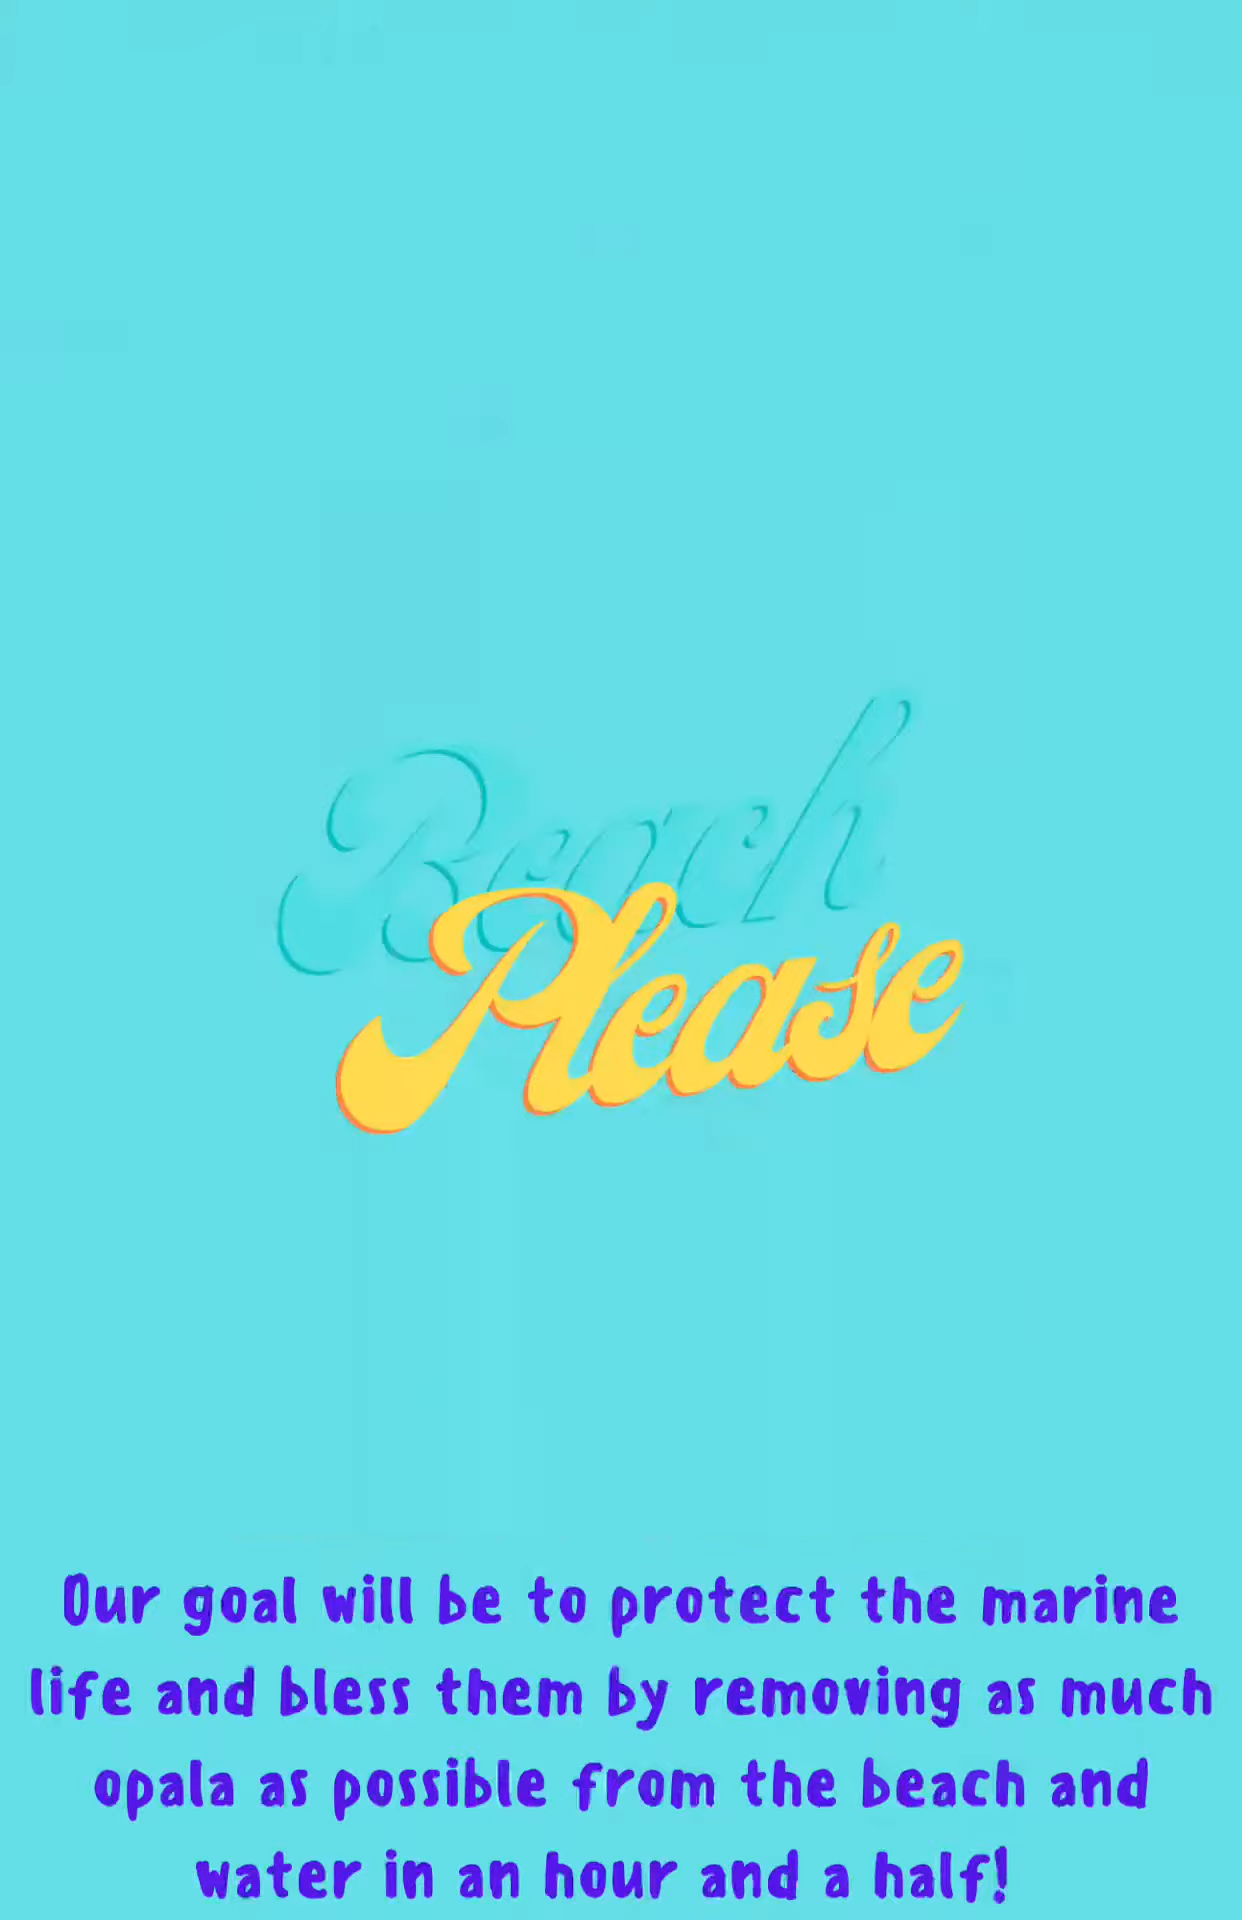 Beach
Please
Our goal will be to protect the marine
life and bless them by removing as much
opala as possible from the beach and
water in an hour and a half!